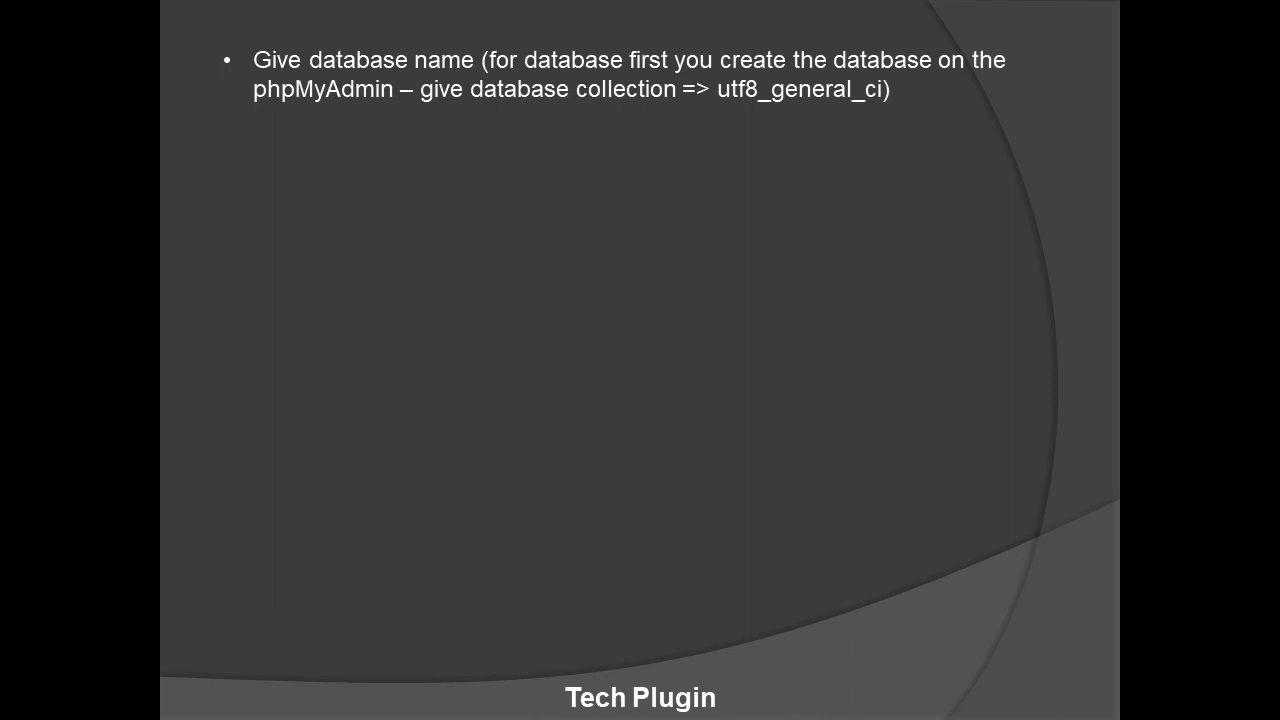 • Give database name (for database first you create the database on the
phpMyAdmin – give database collection => utf8_general_ci)
Tech Plugin